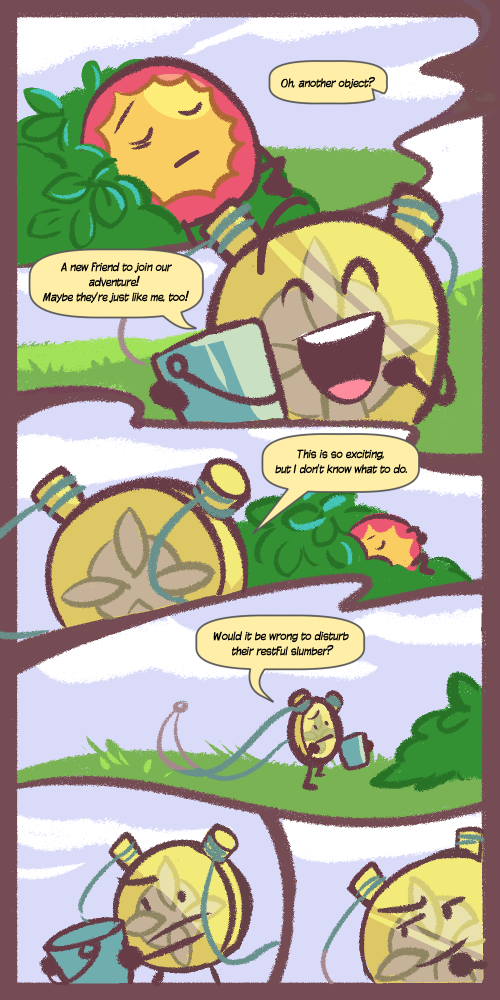 Oh, another object?
A new friend to join our
adventure!
Maybe they're just like me, too!
This is so exciting,
but I don't know what to do.
Would it be wrong to disturb
their restful slumber?